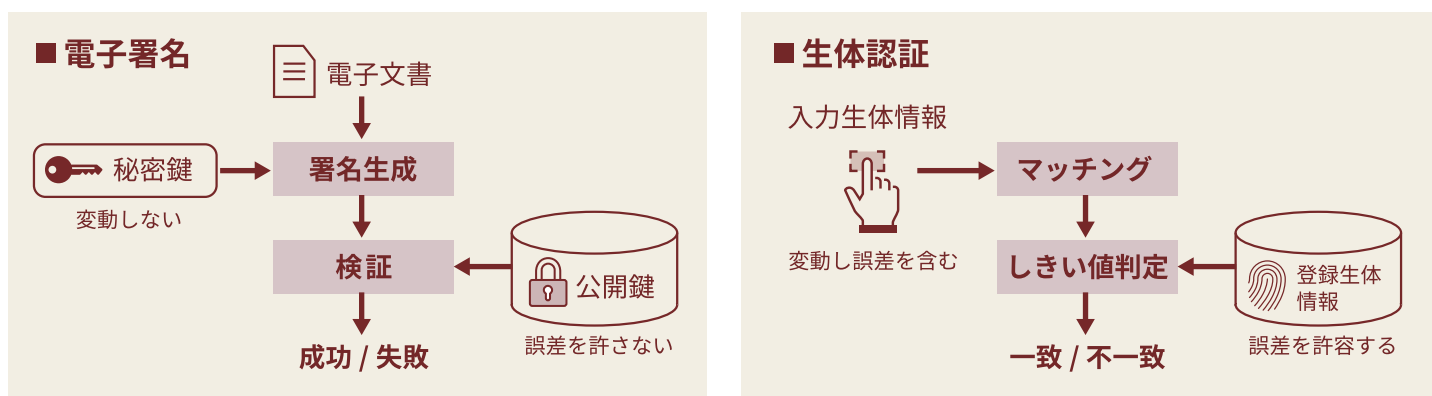 ■電子署名
電子文書
秘密鍵
変動しない
署名生成
検証
公開鍵
誤差を許さない
成功 / 失敗
■生体認証
入力生体情報
変動し誤差を含む
マッチング
しきい値判定
登録生体
情報
誤差を許容する
一致 / 不一致